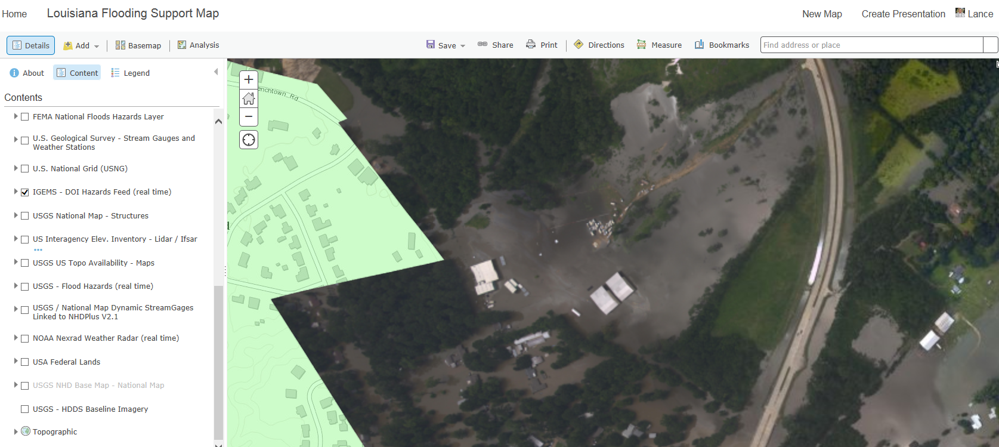 Home
Louisiana Flooding Support Map
New Map
Create Presentation
Lance
Details
Add
Basemap
Analysis
Save
Share
Print
Directions
Measure
Bookmarks
Find address or place
About
Content
Legend
Contents
FEMA National Floods Hazards Layer
U.S. Geological Survey - Stream Gauges and
Weather Stations
U.S. National Grid (USNG)
IGEMS - DOI Hazards Feed (real time)
USGS National Map - Structures
US Interagency Elev. Inventory - Lidar / Ifsar
USGS US Topo Availability - Maps
USGS - Flood Hazards (real time)
USGS / National Map Dynamic StreamGages
Linked to NHDPlus V2.1
NOAA Nexrad Weather Radar (real time)
USA Federal Lands
USGS NHD Base Map - National Map
USGS - HDDS Baseline Imagery
Topographic
enchtown_Rd